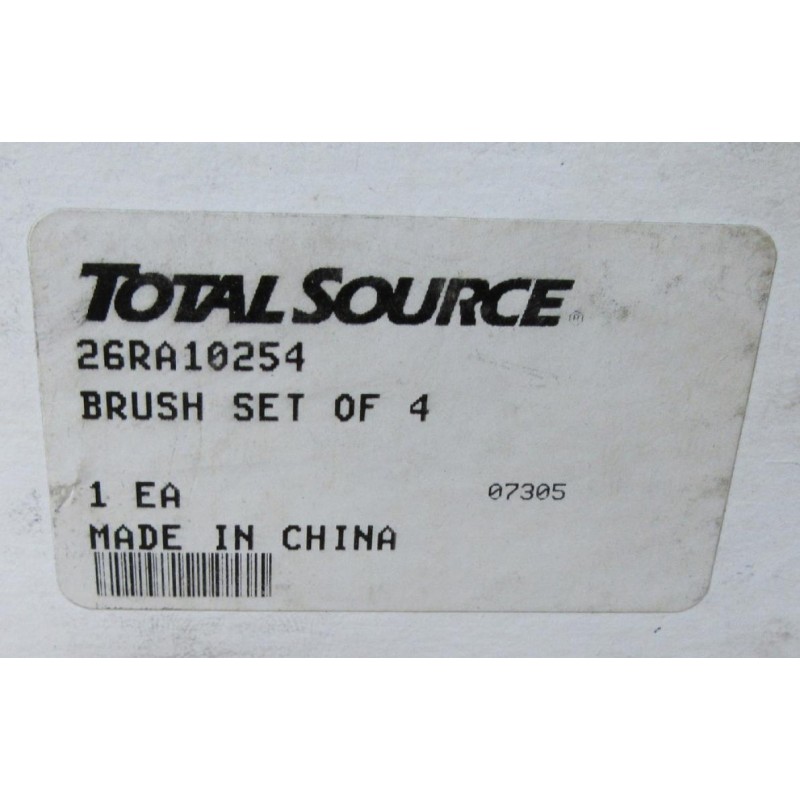 TOTAL SOURCE®
26RA10254
BRUSH SET OF 4
1 EA 07305
MADE IN CHINA